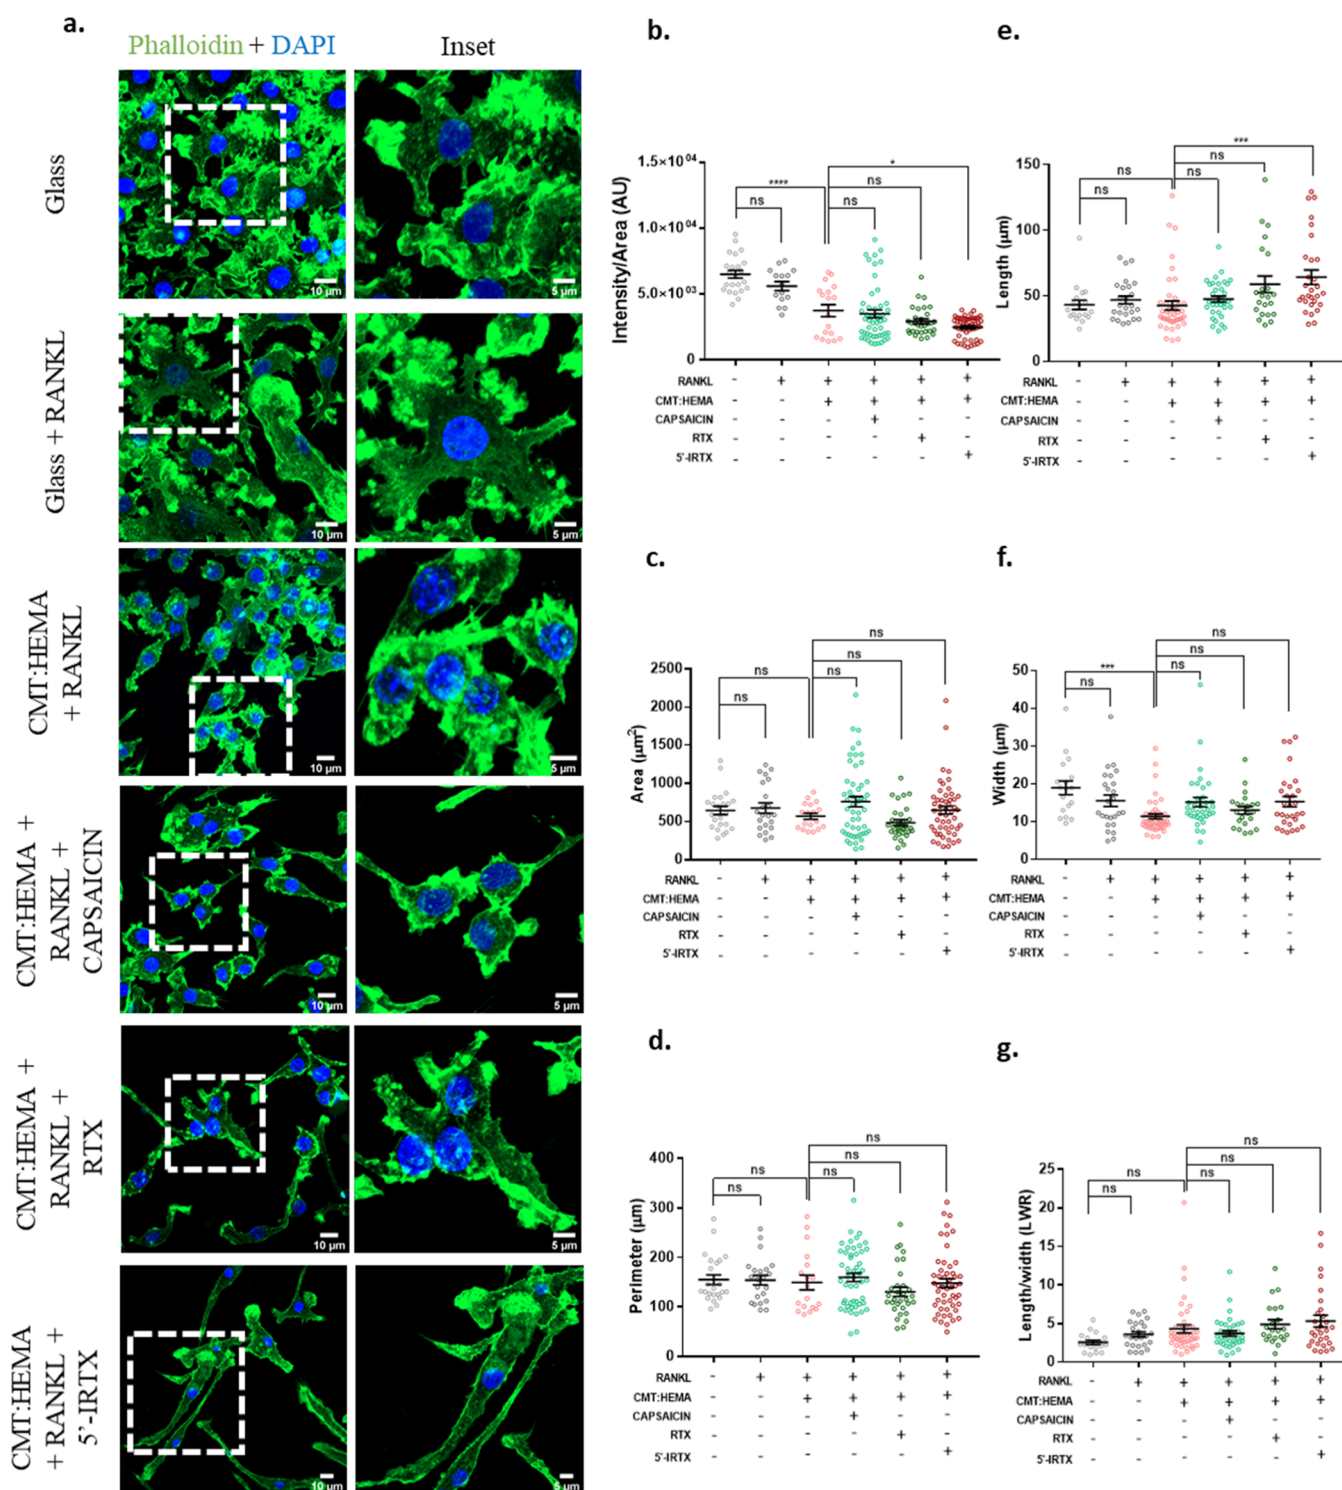 a.
Phalloidin + DAPI
Inset
Glass
10 µm
5 µm
Glass + RANKL
10 µm
5 µm
CMT:HEMA
+ RANKL
10 µm
5 µm
CMT:HEMA +
RANKL +
CAPSAICIN
10 µm
5 µm
CMT:HEMA +
RANKL +
RTX
10 µm
5 µm
CMT:HEMA
+ RANKL +
5'-IRTX
10 µm
5 µm
b.
Intensity/Area (AU)
1.5×10⁰⁴
1.0×10⁰⁴
5.0×10⁰³
0
****
ns
ns
ns
*
RANKL - + + + + +
CMT:HEMA - - + + + +
CAPSAICIN - - - + - -
RTX - - - - + -
5'-IRTX - - - - - +
c.
Area (µm²)
2500
2000
1500
1000
500
0
ns
ns
ns
ns
ns
RANKL - + + + + +
CMT:HEMA - - + + + +
CAPSAICIN - - - + - -
RTX - - - - + -
5'-IRTX - - - - - +
d.
Perimeter (µm)
400
300
200
100
0
ns
ns
ns
ns
ns
RANKL - + + + + +
CMT:HEMA - - + + + +
CAPSAICIN - - - + - -
RTX - - - - + -
5'-IRTX - - - - - +
e.
Length (µm)
150
100
50
0
ns
ns
ns
ns
***
RANKL - + + + + +
CMT:HEMA - - + + + +
CAPSAICIN - - - + - -
RTX - - - - + -
5'-IRTX - - - - - +
f.
Width (µm)
50
40
30
20
10
0
***
ns
ns
ns
ns
RANKL - + + + + +
CMT:HEMA - - + + + +
CAPSAICIN - - - + - -
RTX - - - - + -
5'-IRTX - - - - - +
g.
Length/width (LWR)
25
20
15
10
5
0
ns
ns
ns
ns
ns
RANKL - + + + + +
CMT:HEMA - - + + + +
CAPSAICIN - - - + - -
RTX - - - - + -
5'-IRTX - - - - - +